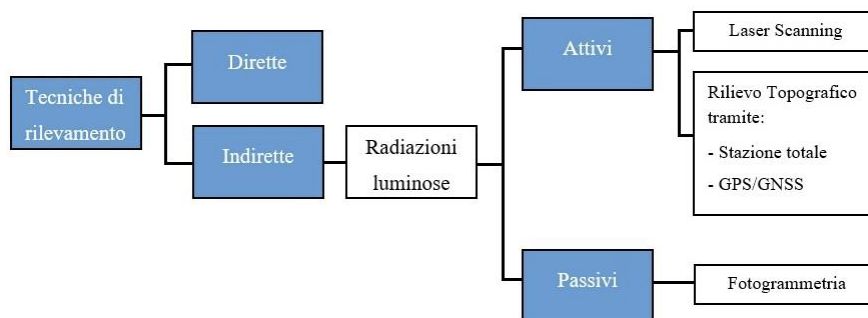 Tecniche di
rilevamento
Dirette
Indirette
Radiazioni
luminose
Attivi
Laser Scanning
Rilievo Topografico
tramite:
- Stazione totale
- GPS/GNSS
Passivi
Fotogrammetria